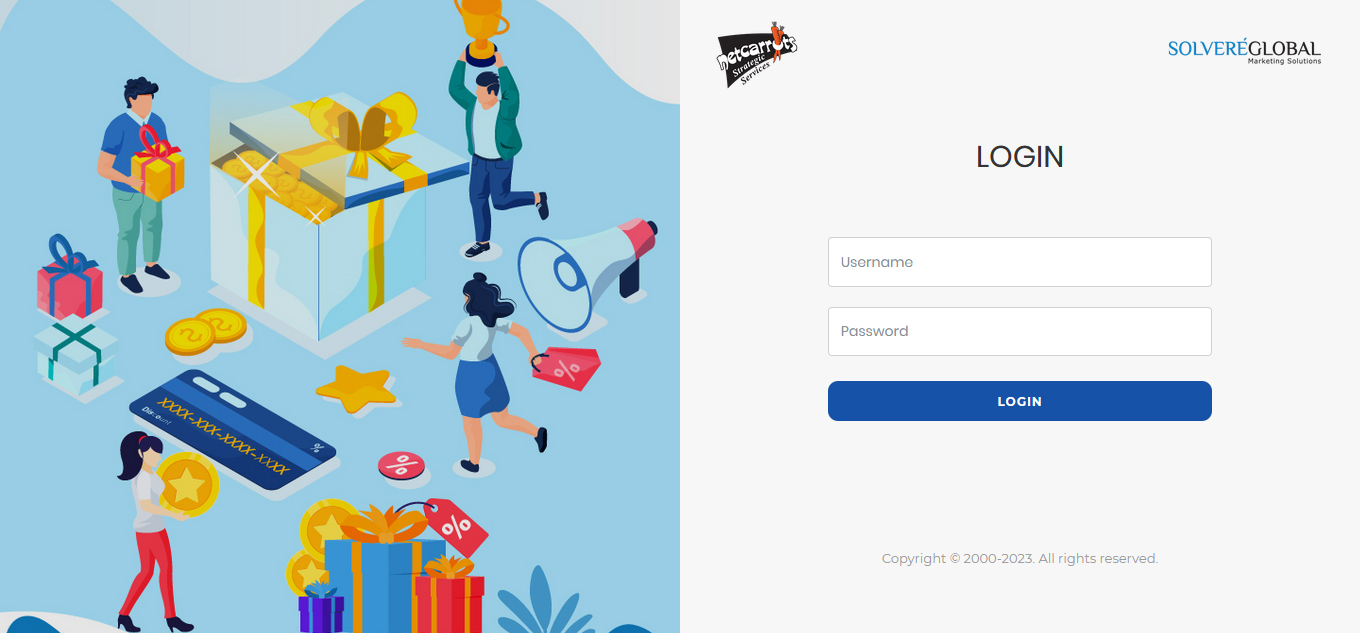 netcarrots
Strategic
Services
SOLVERÉGLOBAL
Marketing Solutions
LOGIN
Username
Password
LOGIN
Copyright © 2000-2023. All rights reserved.
XXXX-XXX-XXXX-XXXX
Discount
%
%
%
%